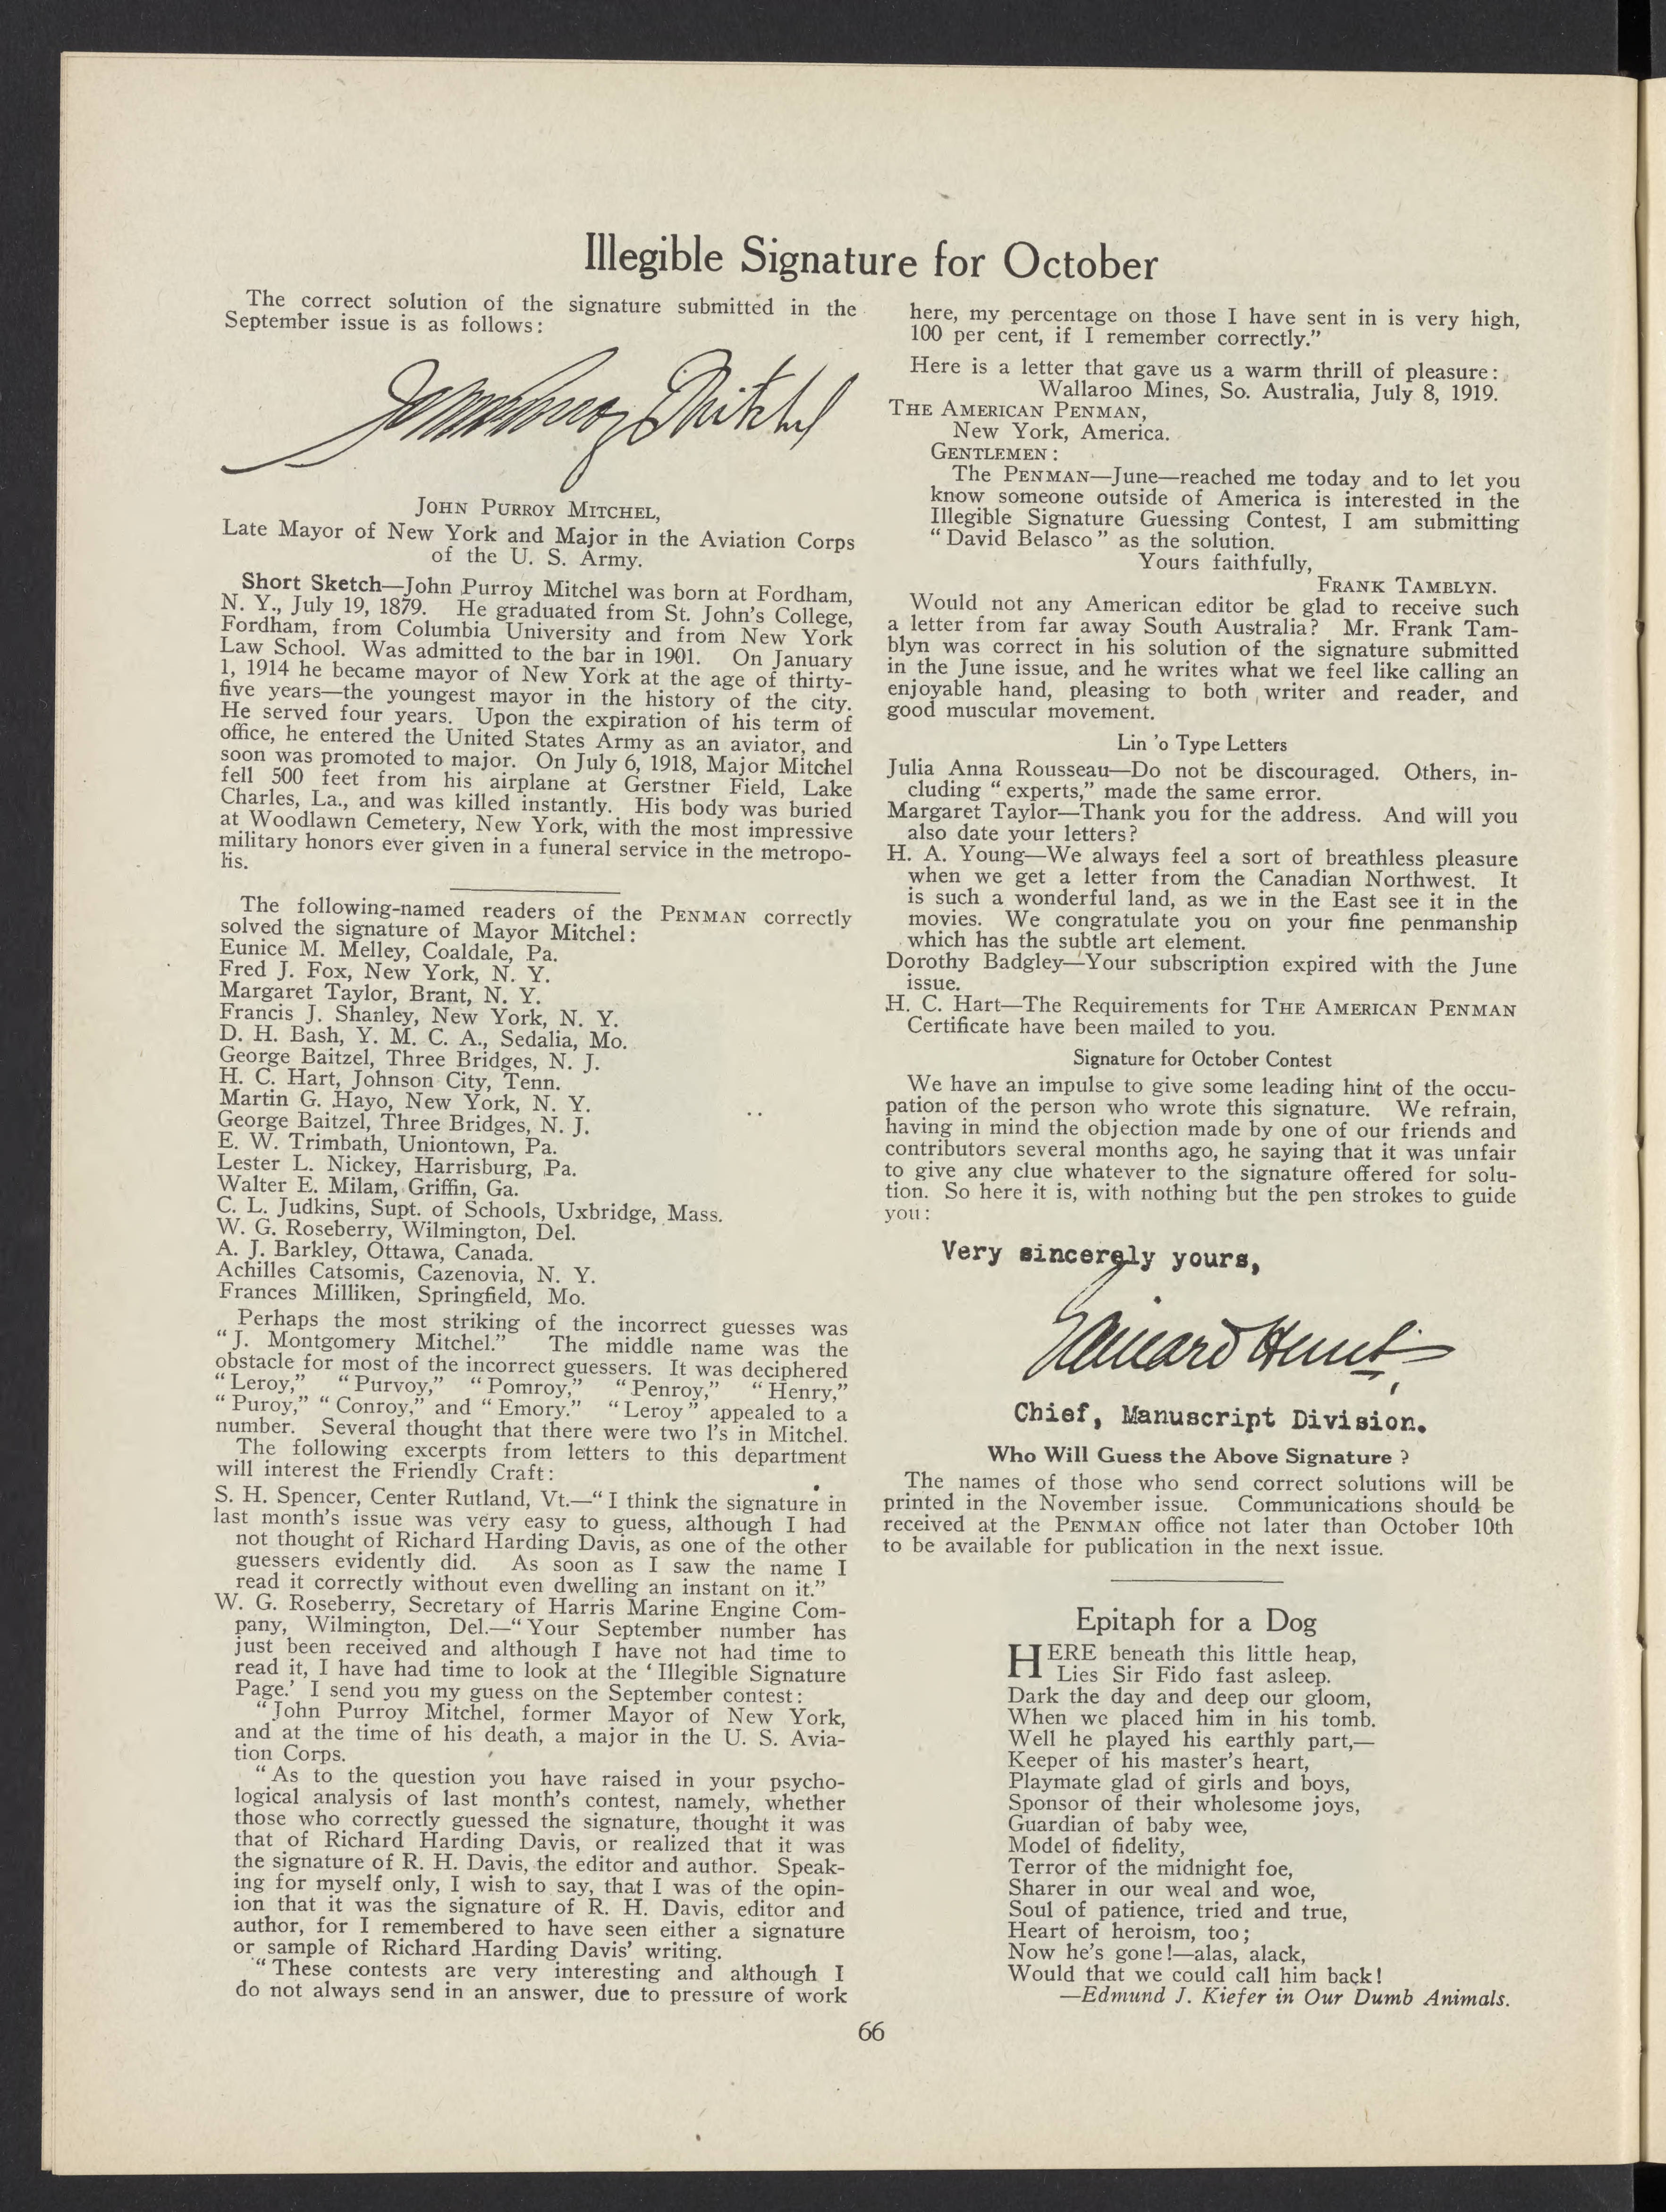 Illegible Signature for October
The correct solution of the signature submitted in the
September issue is as follows:
JOHN PURROY MITCHEL,
Late Mayor of New York and Major in the Aviation Corps
of the U. S. Army.
Short Sketch—John Purroy Mitchel was born at Fordham,
N. Y., July 19, 1879. He graduated from St. John's College,
Fordham, from Columbia University and from New York
Law School. Was admitted to the bar in 1901. On January
1, 1914 he became mayor of New York at the age of thirty-
five years—the youngest mayor in the history of the city.
He served four years. Upon the expiration of his term of
office, he entered the United States Army as an aviator, and
soon was promoted to major. On July 6, 1918, Major Mitchel
fell 500 feet from his airplane at Gerstner Field, Lake
Charles, La., and was killed instantly. His body was buried
at Woodlawn Cemetery, New York, with the most impressive
military honors ever given in a funeral service in the metropo-
lis.
The following-named readers of the PENMAN correctly
solved the signature of Mayor Mitchel:
Eunice M. Melley, Coaldale, Pa.
Fred J. Fox, New York, N. Y.
Margaret Taylor, Brant, N. Y.
Francis J. Shanley, New York, N. Y.
D. H. Bash, Y. M. C. A., Sedalia, Mo.
George Baitzel, Three Bridges, N. J.
H. C. Hart, Johnson City, Tenn.
Martin G. Hayo, New York, N. Y.
George Baitzel, Three Bridges, N. J.
E. W. Trimbath, Uniontown, Pa.
Lester L. Nickey, Harrisburg, Pa.
Walter E. Milam, Griffin, Ga.
C. L. Judkins, Supt. of Schools, Uxbridge, Mass.
W. G. Roseberry, Wilmington, Del.
A. J. Barkley, Ottawa, Canada.
Achilles Catsomis, Cazenovia, N. Y.
Frances Milliken, Springfield, Mo.
Perhaps the most striking of the incorrect guesses was
"J. Montgomery Mitchel." The middle name was the
obstacle for most of the incorrect guessers. It was deciphered
"Leroy," "Purvoy," "Pomroy," "Penroy," "Henry,"
"Puroy," "Conroy," and "Emory." "Leroy" appealed to a
number. Several thought that there were two l's in Mitchel.
The following excerpts from letters to this department
will interest the Friendly Craft:
S. H. Spencer, Center Rutland, Vt.—"I think the signature in
last month's issue was very easy to guess, although I had
not thought of Richard Harding Davis, as one of the other
guessers evidently did. As soon as I saw the name I
read it correctly without even dwelling an instant on it."
W. G. Roseberry, Secretary of Harris Marine Engine Com-
pany, Wilmington, Del.—"Your September number has
just been received and although I have not had time to
read it, I have had time to look at the 'Illegible Signature
Page.' I send you my guess on the September contest:
"John Purroy Mitchel, former Mayor of New York,
and at the time of his death, a major in the U. S. Avia-
tion Corps.
"As to the question you have raised in your psycho-
logical analysis of last month's contest, namely, whether
those who correctly guessed the signature, thought it was
that of Richard Harding Davis, or realized that it was
the signature of R. H. Davis, the editor and author. Speak-
ing for myself only, I wish to say, that I was of the opin-
ion that it was the signature of R. H. Davis, editor and
author, for I remembered to have seen either a signature
or sample of Richard Harding Davis' writing.
"These contests are very interesting and although I
do not always send in an answer, due to pressure of work
here, my percentage on those I have sent in is very high,
100 per cent, if I remember correctly."
Here is a letter that gave us a warm thrill of pleasure:
Wallaroo Mines, So. Australia, July 8, 1919.
THE AMERICAN PENMAN,
New York, America.
GENTLEMEN:
The PENMAN—June—reached me today and to let you
know someone outside of America is interested in the
Illegible Signature Guessing Contest, I am submitting
"David Belasco" as the solution.
Yours faithfully,
FRANK TAMBLYN.
Would not any American editor be glad to receive such
a letter from far away South Australia? Mr. Frank Tam-
blyn was correct in his solution of the signature submitted
in the June issue, and he writes what we feel like calling an
enjoyable hand, pleasing to both writer and reader, and
good muscular movement.
Lin 'o Type Letters
Julia Anna Rousseau—Do not be discouraged. Others, in-
cluding "experts," made the same error.
Margaret Taylor—Thank you for the address. And will you
also date your letters?
H. A. Young—We always feel a sort of breathless pleasure
when we get a letter from the Canadian Northwest. It
is such a wonderful land, as we in the East see it in the
movies. We congratulate you on your fine penmanship
which has the subtle art element.
Dorothy Badgley—Your subscription expired with the June
issue.
H. C. Hart—The Requirements for THE AMERICAN PENMAN
Certificate have been mailed to you.
Signature for October Contest
We have an impulse to give some leading hint of the occu-
pation of the person who wrote this signature. We refrain,
having in mind the objection made by one of our friends and
contributors several months ago, he saying that it was unfair
to give any clue whatever to the signature offered for solu-
tion. So here it is, with nothing but the pen strokes to guide
you:
Very sincerely yours,
Chief, Manuscript Division.
Who Will Guess the Above Signature?
The names of those who send correct solutions will be
printed in the November issue. Communications should be
received at the PENMAN office not later than October 10th
to be available for publication in the next issue.
Epitaph for a Dog
HERE beneath this little heap,
Lies Sir Fido fast asleep.
Dark the day and deep our gloom,
When we placed him in his tomb.
Well he played his earthly part,—
Keeper of his master's heart,
Playmate glad of girls and boys,
Sponsor of their wholesome joys,
Guardian of baby wee,
Model of fidelity,
Terror of the midnight foe,
Sharer in our weal and woe,
Soul of patience, tried and true,
Heart of heroism, too;
Now he's gone!—alas, alack,
Would that we could call him back!
—Edmund J. Kiefer in Our Dumb Animals.
66